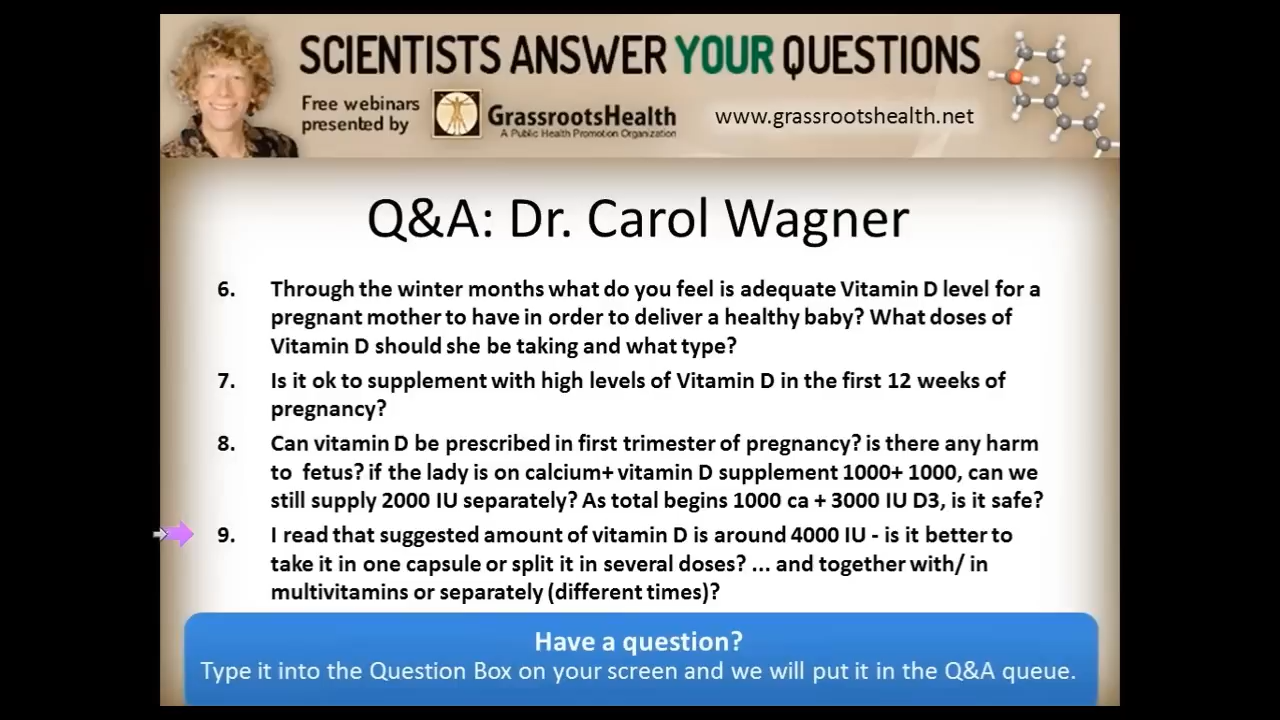 SCIENTISTS ANSWER YOUR QUESTIONS
Free webinars
presented by
GrassrootsHealth
A Public Health Promotion Organization
www.grassrootshealth.net
Q&A: Dr. Carol Wagner
6. Through the winter months what do you feel is adequate Vitamin D level for a
pregnant mother to have in order to deliver a healthy baby? What doses of
Vitamin D should she be taking and what type?
7. Is it ok to supplement with high levels of Vitamin D in the first 12 weeks of
pregnancy?
8. Can vitamin D be prescribed in first trimester of pregnancy? is there any harm
to fetus? if the lady is on calcium+ vitamin D supplement 1000+ 1000, can we
still supply 2000 IU separately? As total begins 1000 ca + 3000 IU D3, is it safe?
9. I read that suggested amount of vitamin D is around 4000 IU - is it better to
take it in one capsule or split it in several doses? ... and together with/ in
multivitamins or separately (different times)?
Have a question?
Type it into the Question Box on your screen and we will put it in the Q&A queue.